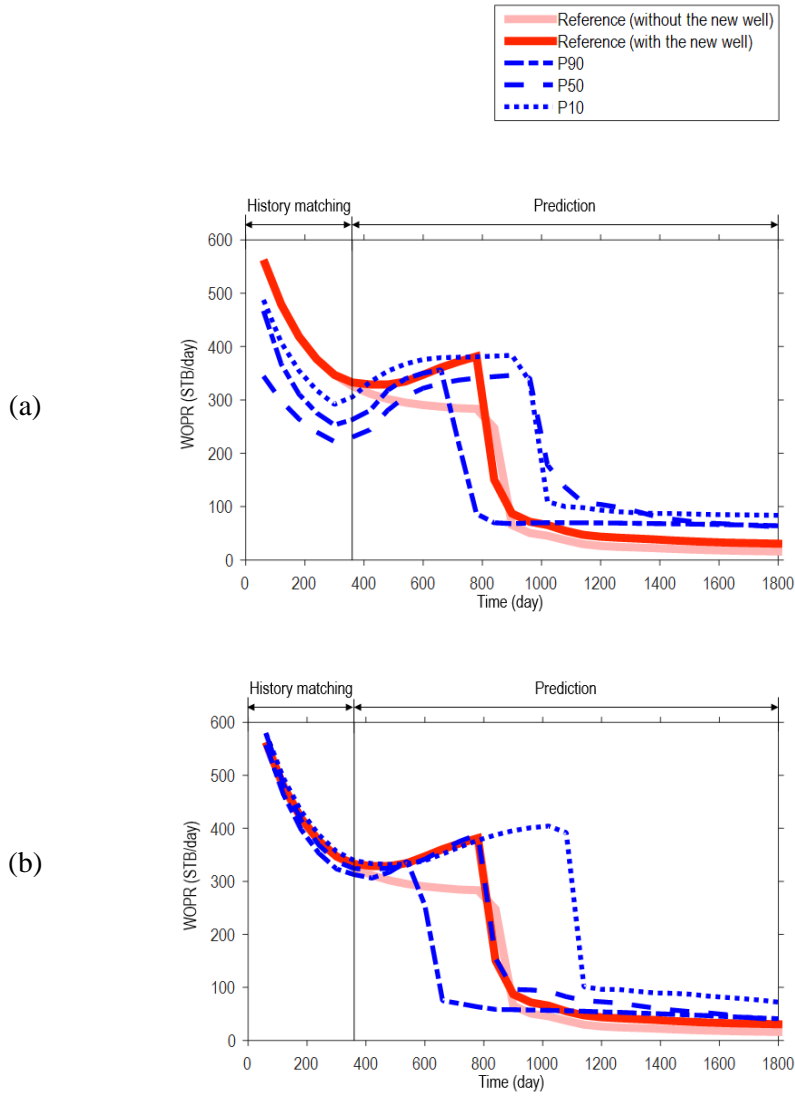 Reference (without the new well)
Reference (with the new well)
P90
P50
P10
(a)
History matching
Prediction
600
500
400
300
200
100
0
WOPR (STB/day)
0 200 400 600 800 1000 1200 1400 1600 1800
Time (day)
(b)
History matching
Prediction
600
500
400
300
200
100
0
WOPR (STB/day)
0 200 400 600 800 1000 1200 1400 1600 1800
Time (day)